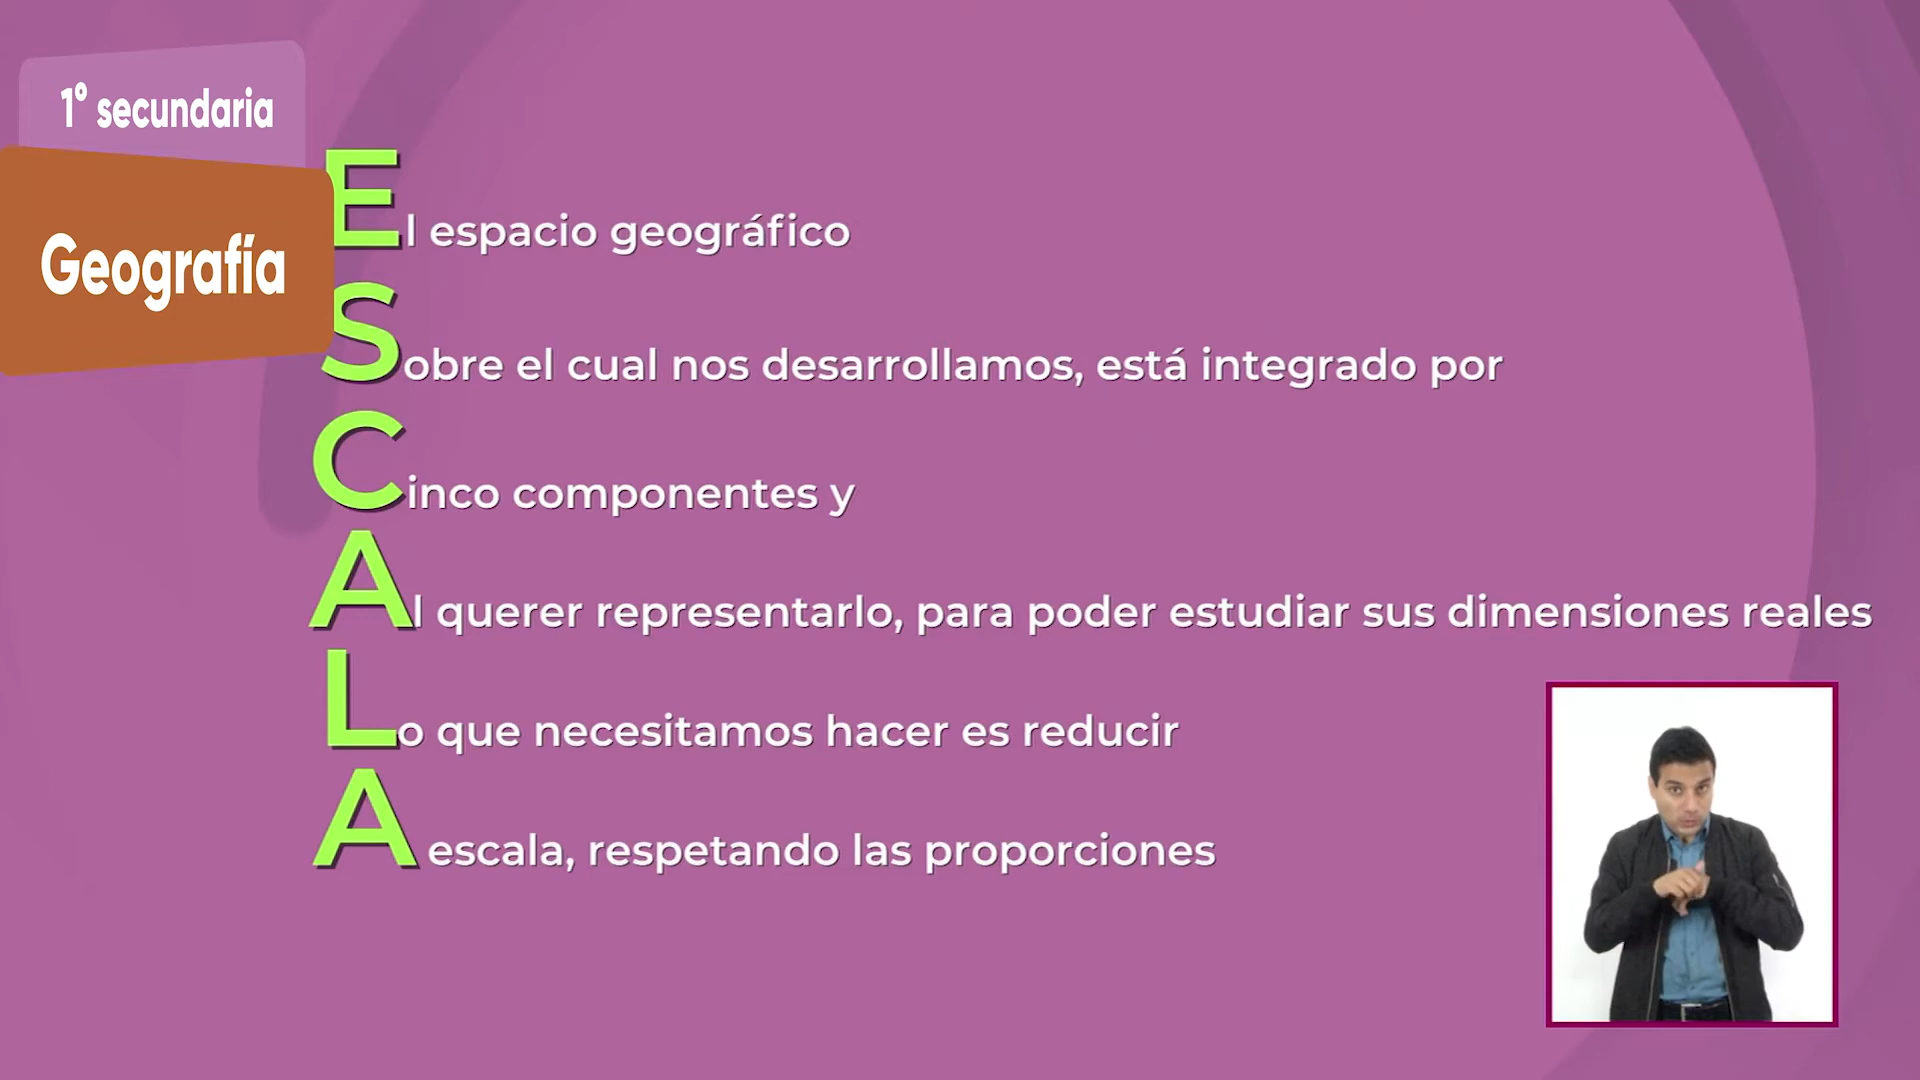 1° secundaria
Geografía
El espacio geográfico
Sobre el cual nos desarrollamos, está integrado por
Cinco componentes y
Al querer representarlo, para poder estudiar sus dimensiones reales
Lo que necesitamos hacer es reducir
A escala, respetando las proporciones